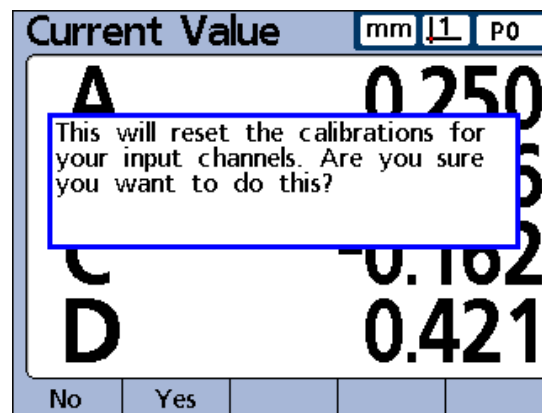 Current Value mm 1 P0
A 0.250
This will reset the calibrations for
your input channels. Are you sure
you want to do this?
C -0.162
D 0.421
No Yes